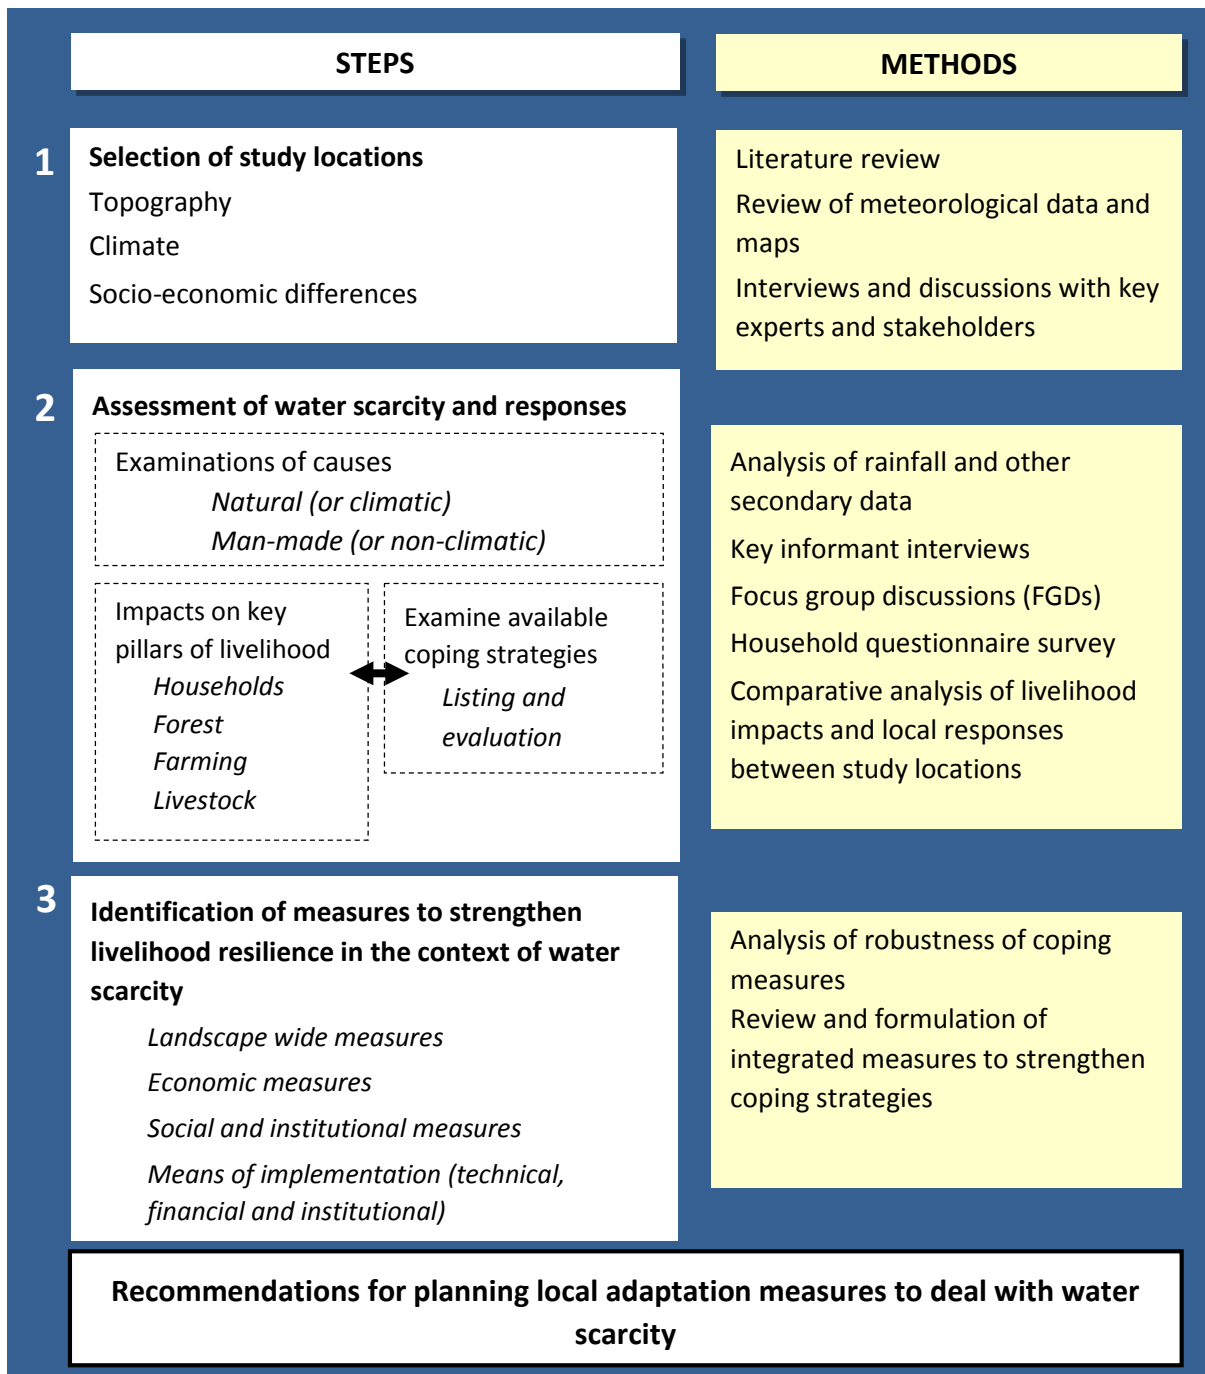 STEPS
METHODS
1
Selection of study locations
Topography
Climate
Socio-economic differences
Literature review
Review of meteorological data and
maps
Interviews and discussions with key
experts and stakeholders
2
Assessment of water scarcity and responses
Examinations of causes
Natural (or climatic)
Man-made (or non-climatic)
Impacts on key
pillars of livelihood
Households
Forest
Farming
Livestock
Examine available
coping strategies
Listing and
evaluation
Analysis of rainfall and other
secondary data
Key informant interviews
Focus group discussions (FGDs)
Household questionnaire survey
Comparative analysis of livelihood
impacts and local responses
between study locations
3
Identification of measures to strengthen
livelihood resilience in the context of water
scarcity
Landscape wide measures
Economic measures
Social and institutional measures
Means of implementation (technical,
financial and institutional)
Analysis of robustness of coping
measures
Review and formulation of
integrated measures to strengthen
coping strategies
Recommendations for planning local adaptation measures to deal with water
scarcity